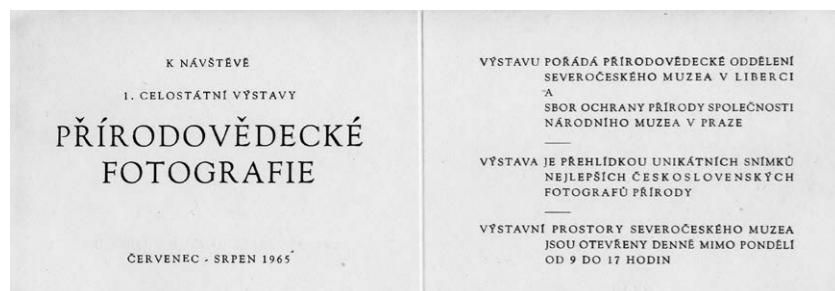 K NÁVŠTĚVĚ
1. CELOSTÁTNÍ VÝSTAVY
PŘÍRODOVĚDECKÉ
FOTOGRAFIE
ČERVENEC - SRPEN 1965
VÝSTAVU POŘÁDÁ PŘÍRODOVĚDECKÉ ODDĚLENÍ
SEVEROČESKÉHO MUZEA V LIBERCI
A
SBOR OCHRANY PŘÍRODY SPOLEČNOSTI
NÁRODNÍHO MUZEA V PRAZE
VÝSTAVA JE PŘEHLÍDKOU UNIKÁTNÍCH SNÍMKŮ
NEJLEPŠÍCH ČESKOSLOVENSKÝCH
FOTOGRAFŮ PŘÍRODY
VÝSTAVNÍ PROSTORY SEVEROČESKÉHO MUZEA
JSOU OTEVŘENY DENNĚ MIMO PONDĚLÍ
OD 9 DO 17 HODIN